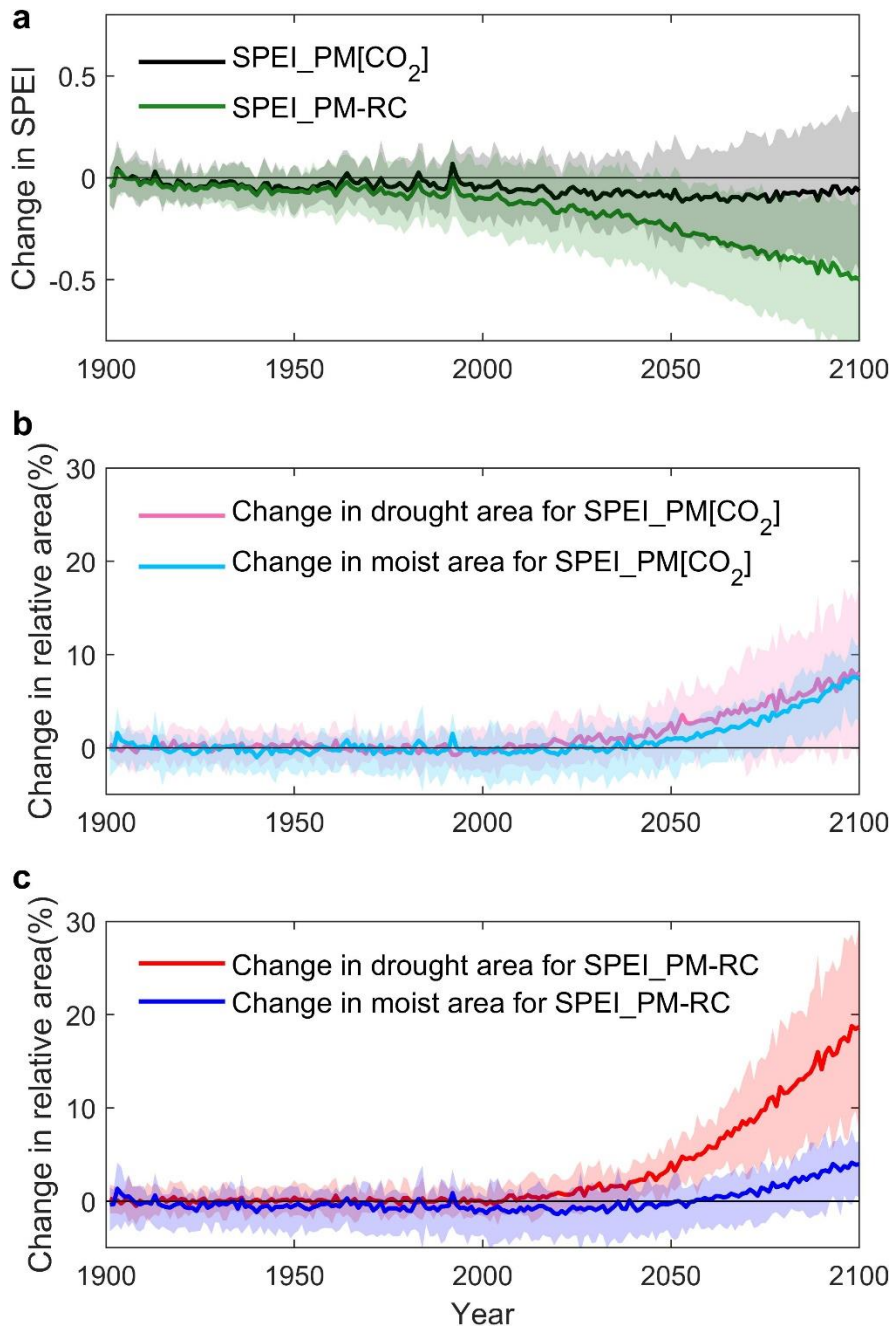 a
Change in SPEI
0.5
0
-0.5
SPEI_PM[CO₂]
SPEI_PM-RC
1900 1950 2000 2050 2100
b
Change in relative area(%)
30
20
10
0
Change in drought area for SPEI_PM[CO₂]
Change in moist area for SPEI_PM[CO₂]
1900 1950 2000 2050 2100
c
Change in relative area(%)
30
20
10
0
Change in drought area for SPEI_PM-RC
Change in moist area for SPEI_PM-RC
1900 1950 2000 2050 2100
Year